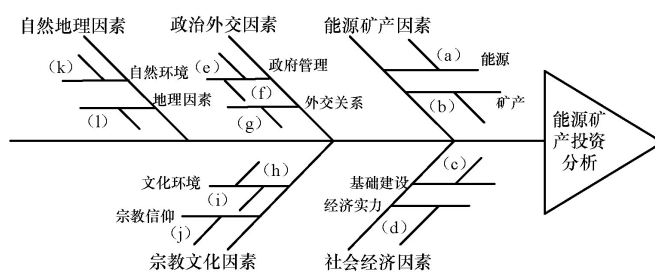 自然地理因素 政治外交因素 能源矿产因素
(k) 自然环境 (e) 政府管理 (a) 能源
(l) 地理因素 (f) (g) 外交关系 (b) 矿产
能源矿
产投资
分析
文化环境 (h) 基础建设 (c)
(i) 经济实力 (d)
宗教信仰 (j)
宗教文化因素 社会经济因素